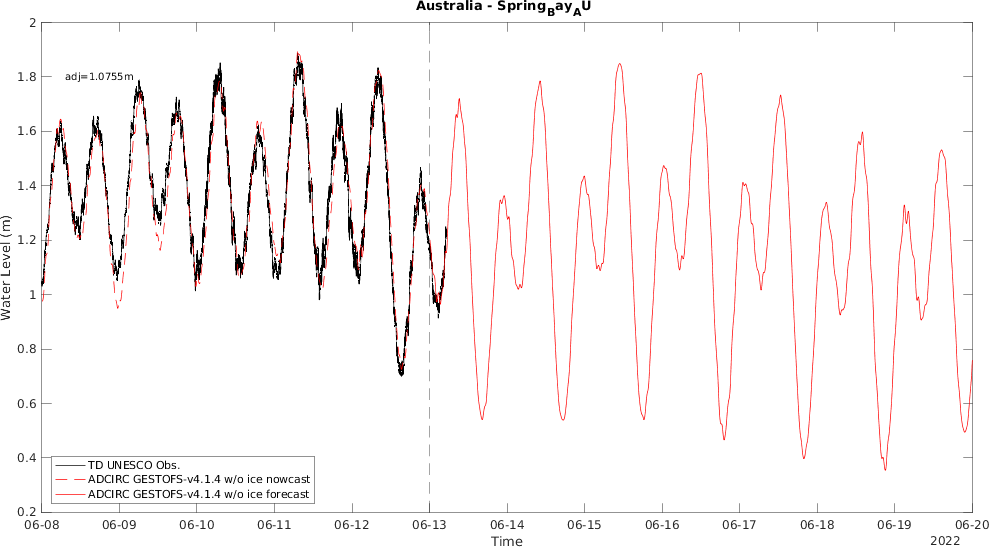 Australia - SpringBayAU
2
1.8
1.6
1.4
1.2
1
0.8
0.6
0.4
0.2
adj=1.0755m
Water Level (m)
TD UNESCO Obs.
ADCIRC GESTOFS-v4.1.4 w/o ice nowcast
ADCIRC GESTOFS-v4.1.4 w/o ice forecast
06-08 06-09 06-10 06-11 06-12 06-13 06-14 06-15 06-16 06-17 06-18 06-19 06-20
Time
2022